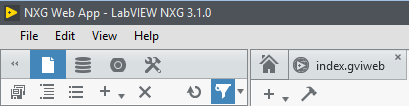 NXG Web App - LabVIEW NXG 3.1.0
File Edit View Help
index.gviweb